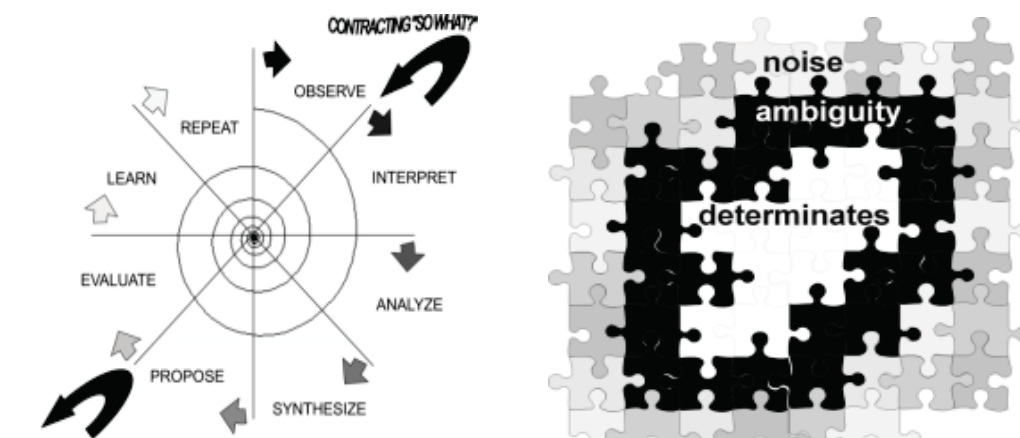 CONTRACTING "SO WHAT?"
OBSERVE
INTERPRET
ANALYZE
SYNTHESIZE
PROPOSE
EVALUATE
LEARN
REPEAT
noise
ambiguity
determinates